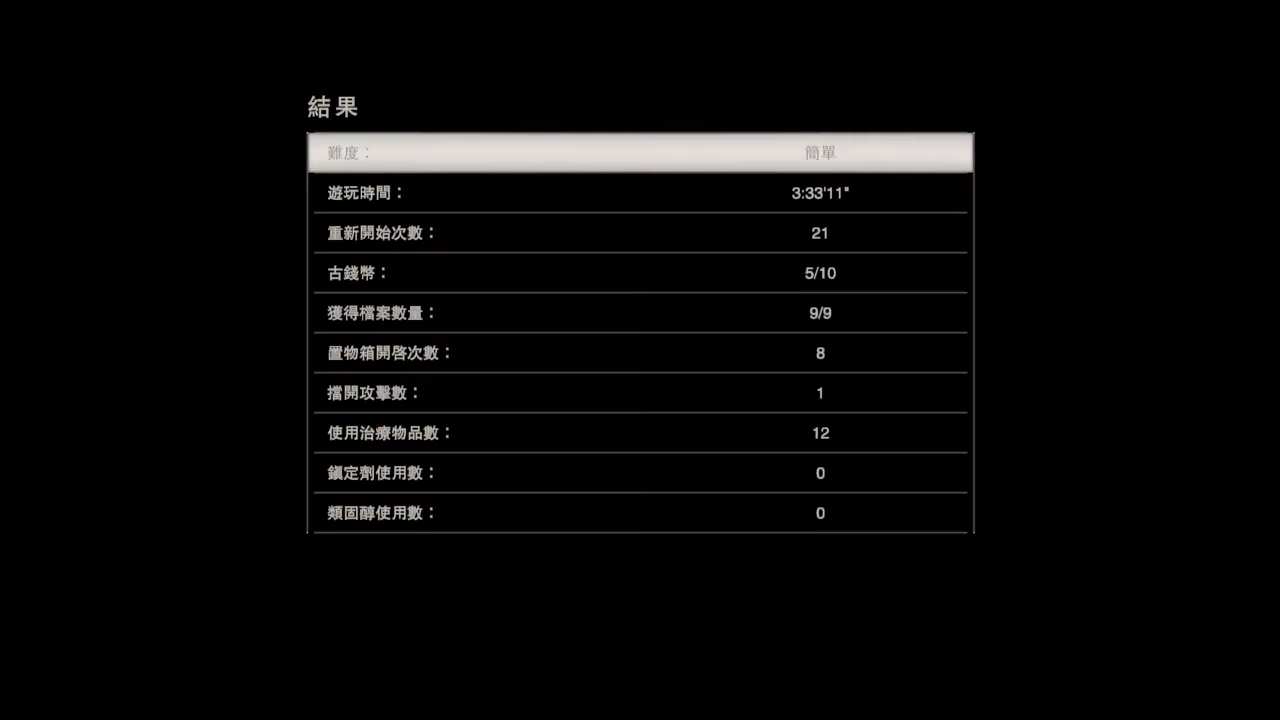 結果
難度： 簡單
遊玩時間： 3:33'11"
重新開始次數： 21
古錢幣： 5/10
獲得檔案數量： 9/9
置物箱開啓次數： 8
擋開攻擊數： 1
使用治療物品數： 12
鎭定劑使用數： 0
類固醇使用數： 0